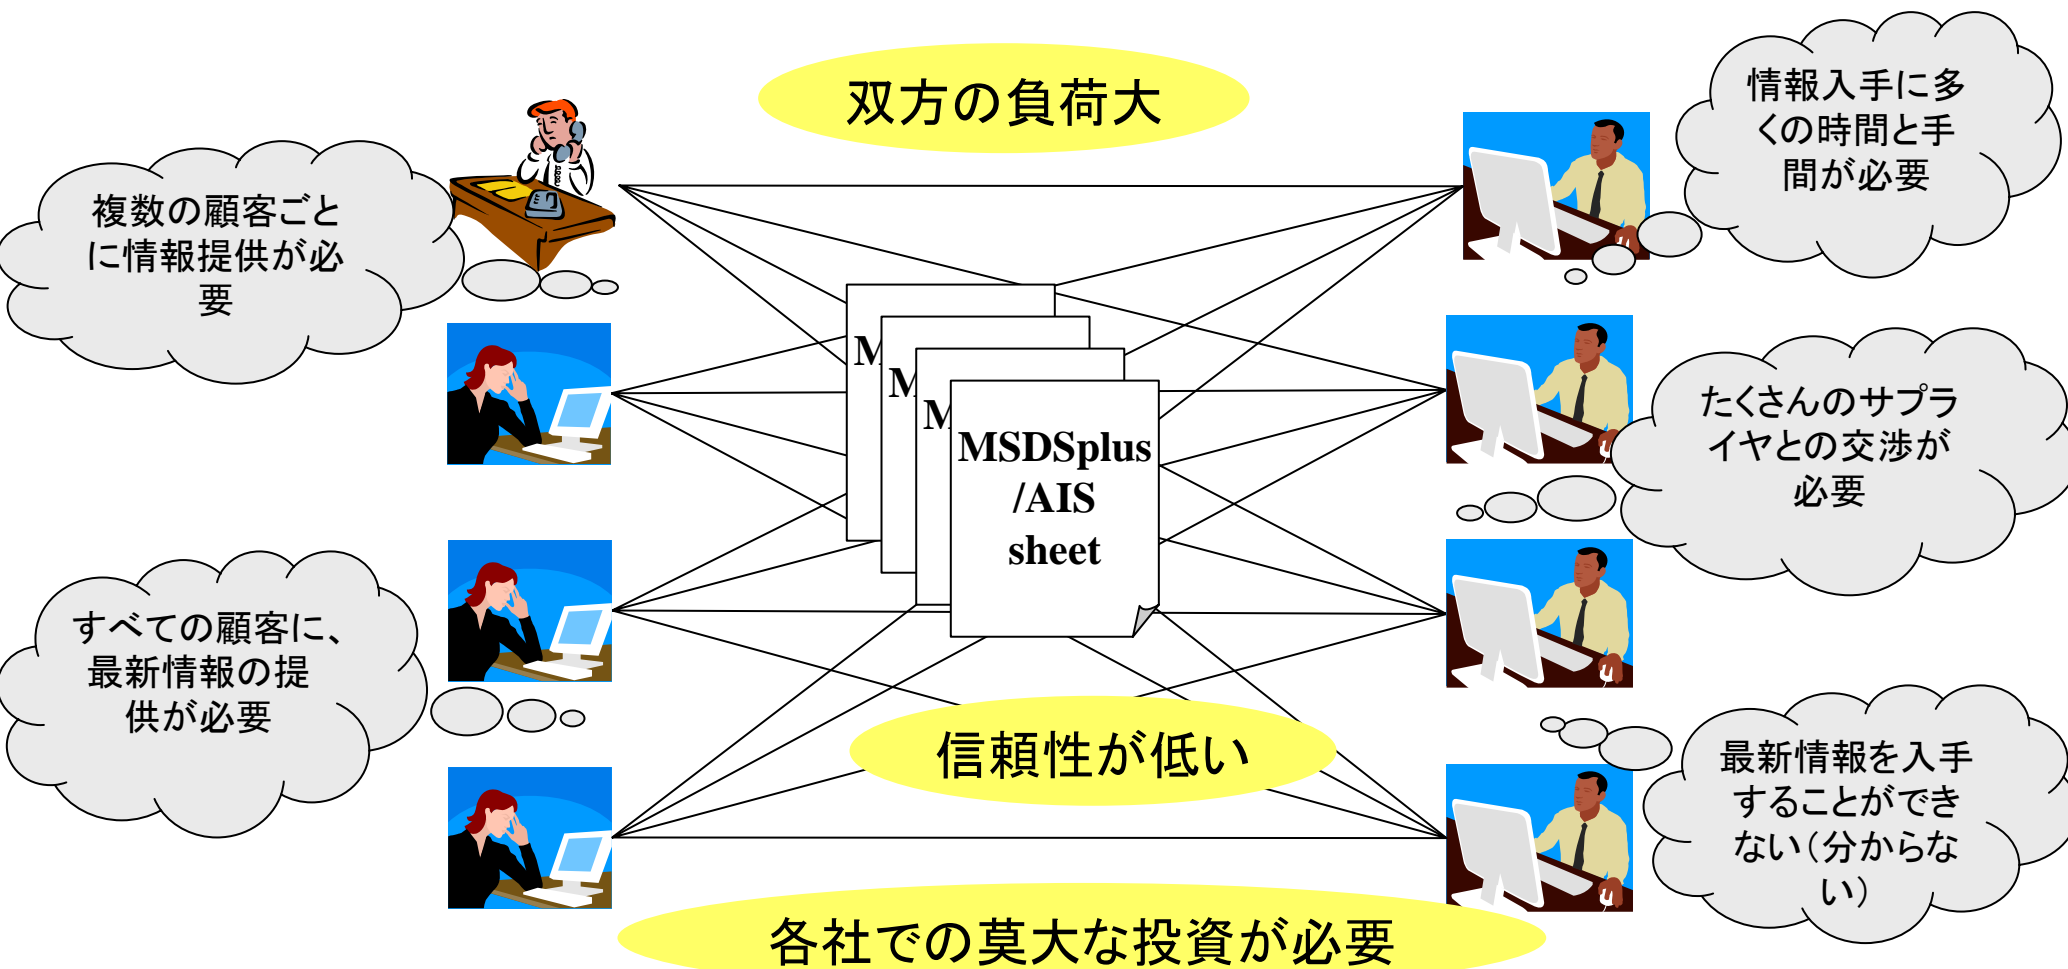 双方の負荷大
情報入手に多
くの時間と手
間が必要
複数の顧客ごと
に情報提供が必
要
M
M
M
MSDSplus
/AIS
sheet
たくさんのサプラ
イヤとの交渉が
必要
すべての顧客に、
最新情報の提
供が必要
信頼性が低い
最新情報を入手
することができ
ない（分からな
い）
各社での莫大な投資が必要